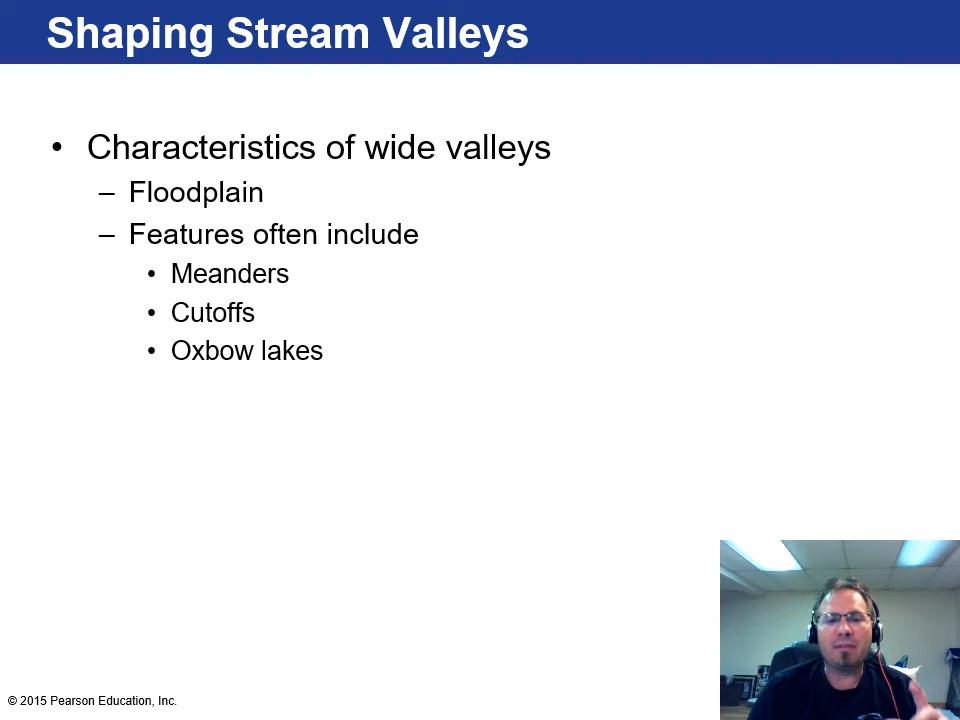 Shaping Stream Valleys
• Characteristics of wide valleys
– Floodplain
– Features often include
• Meanders
• Cutoffs
• Oxbow lakes
© 2015 Pearson Education, Inc.